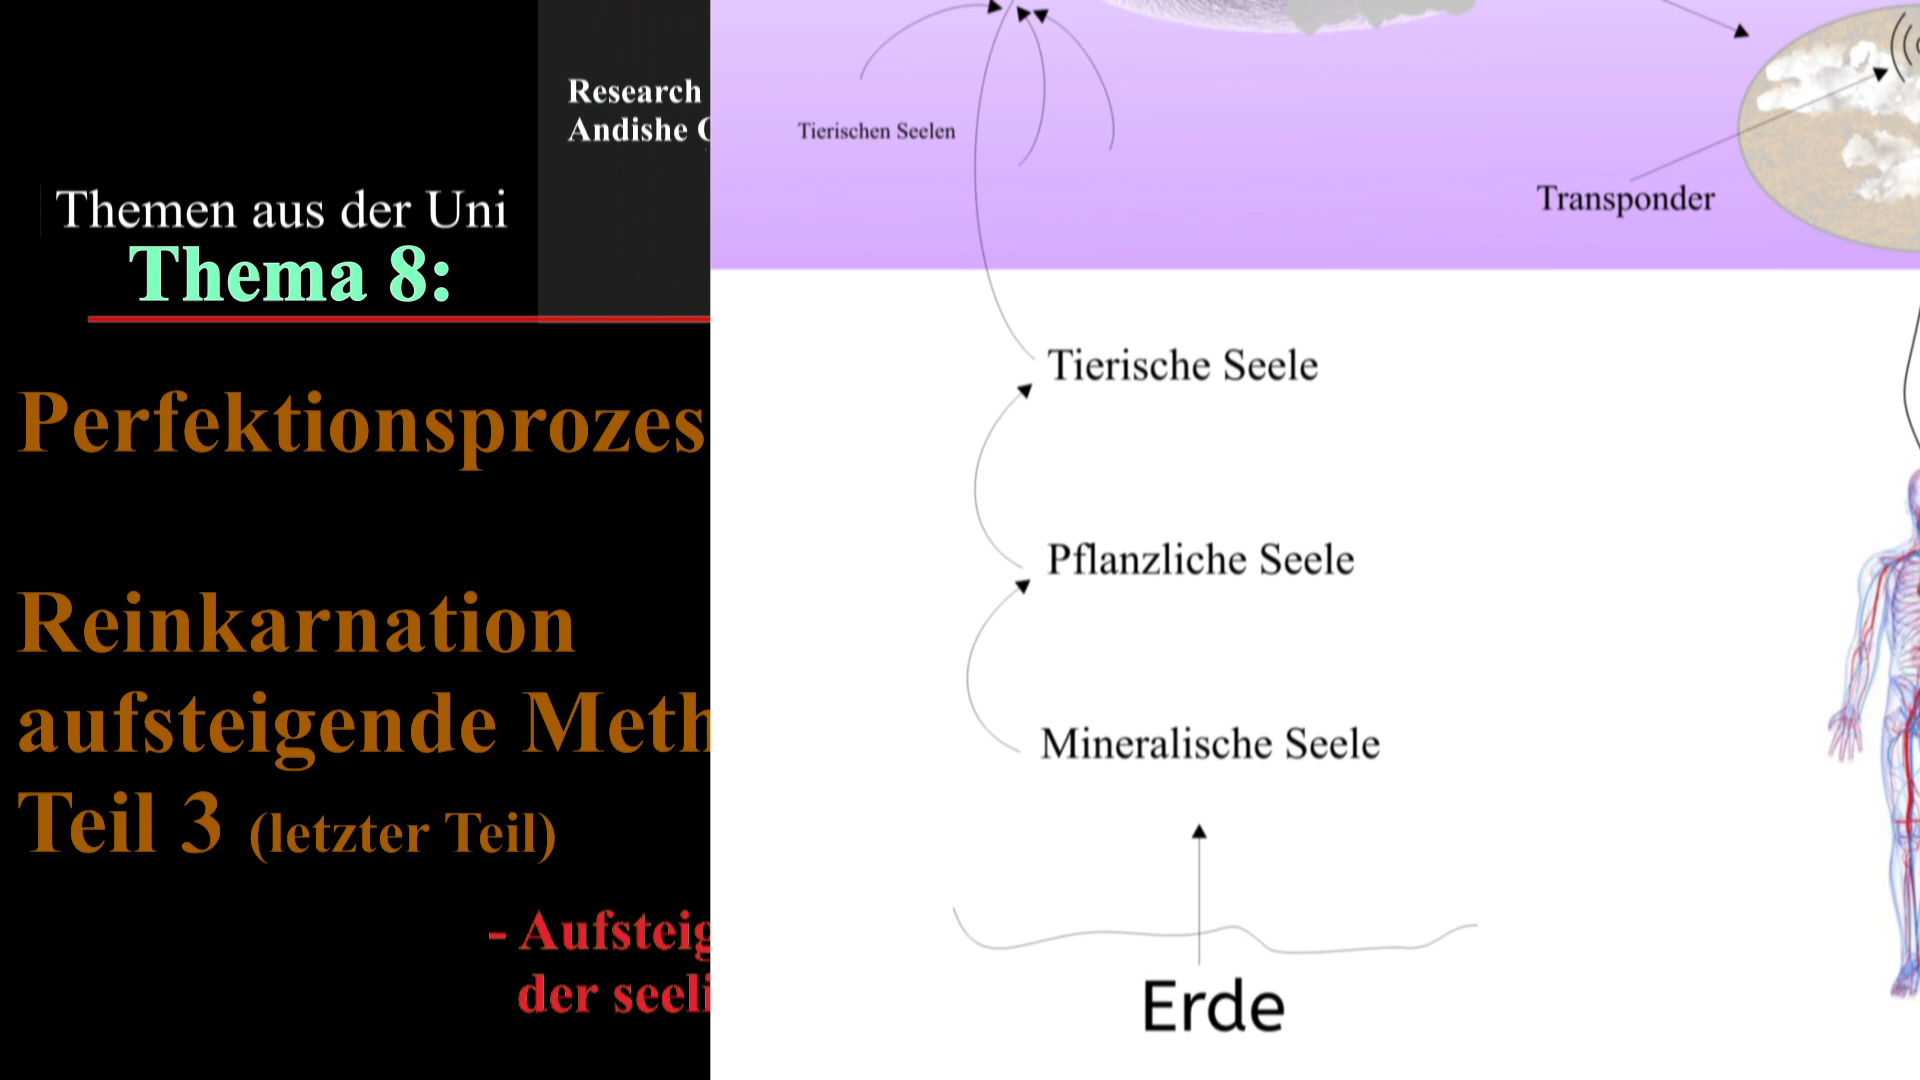 Research
Andishe
Themen aus der Uni
Thema 8:
Perfektionsprozes
Reinkarnation
aufsteigende Meth
Teil 3 (letzter Teil)
- Aufsteig
der seeli
Tierischen Seelen
Transponder
Tierische Seele
Pflanzliche Seele
Mineralische Seele
Erde